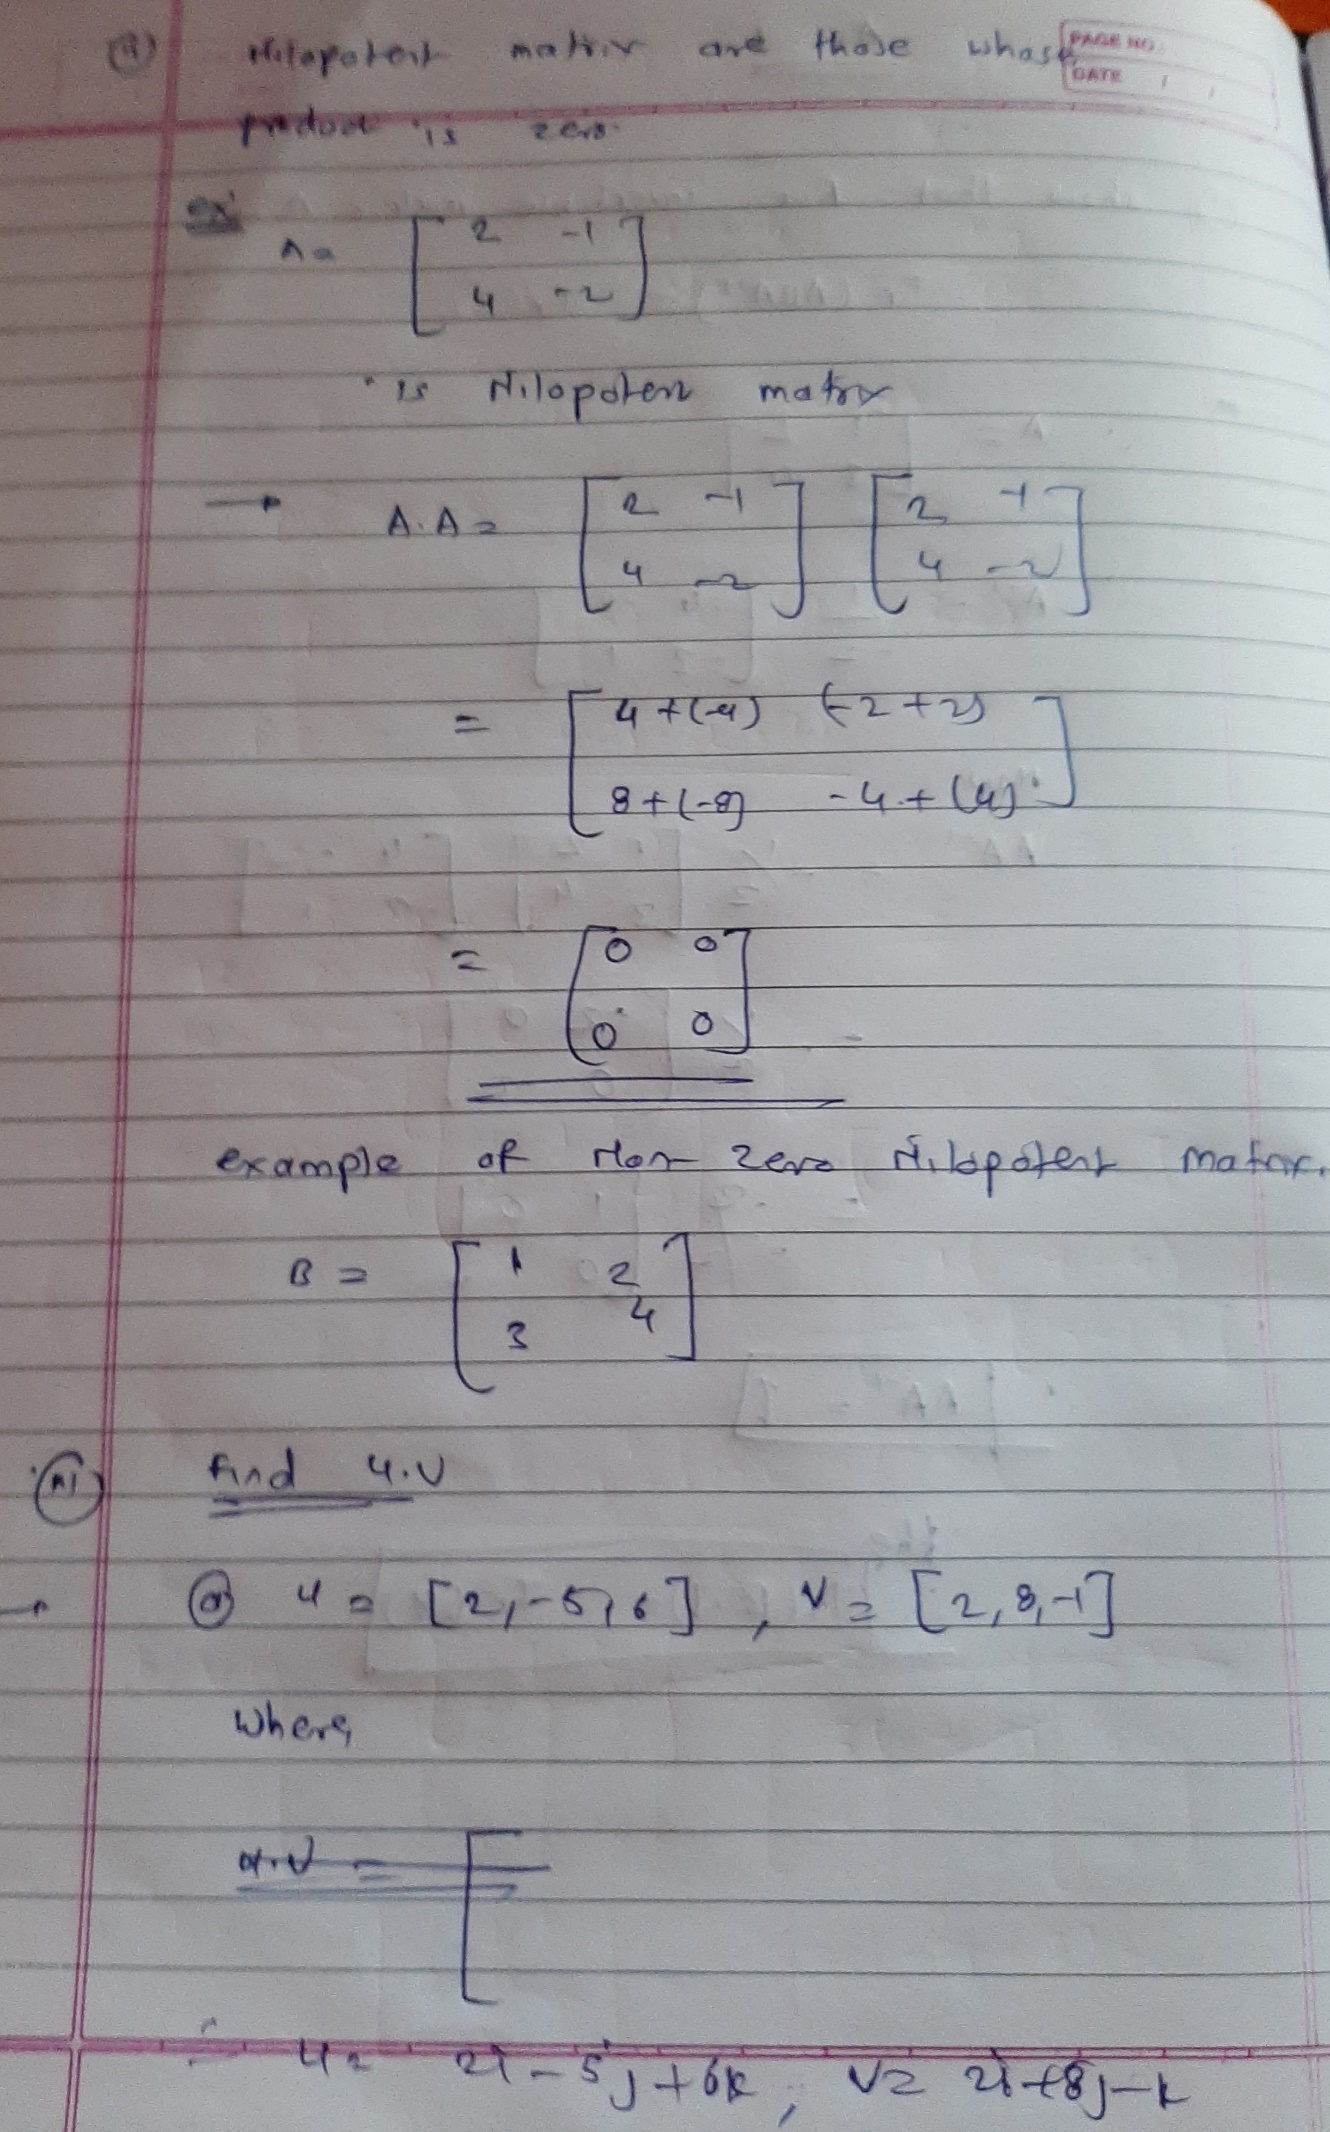 Nilopotent matrix are those whose
PAGE NO.
DATE / /
product is zero.
ex'
A = [ 2 -1
4 -2 ]
is Nilopoten matrix
→ A.A = [ 2 -1 ] [ 2 -1 ]
[ 4 -2 ] [ 4 -2 ]
= [ 4+(-4) (-2+2)
8+(-8) -4+(4) ]
= [ 0 0
0 0 ]
example of Non zero Nilopotent matrix.
B = [ 1 2
3 4 ]
Find u.v
→ (a) u = [2,-5,6] , v = [2,8,-1]
where,
u.v = [
∴ u = 2i - 5j + 6k , v = 2i + 8j - k